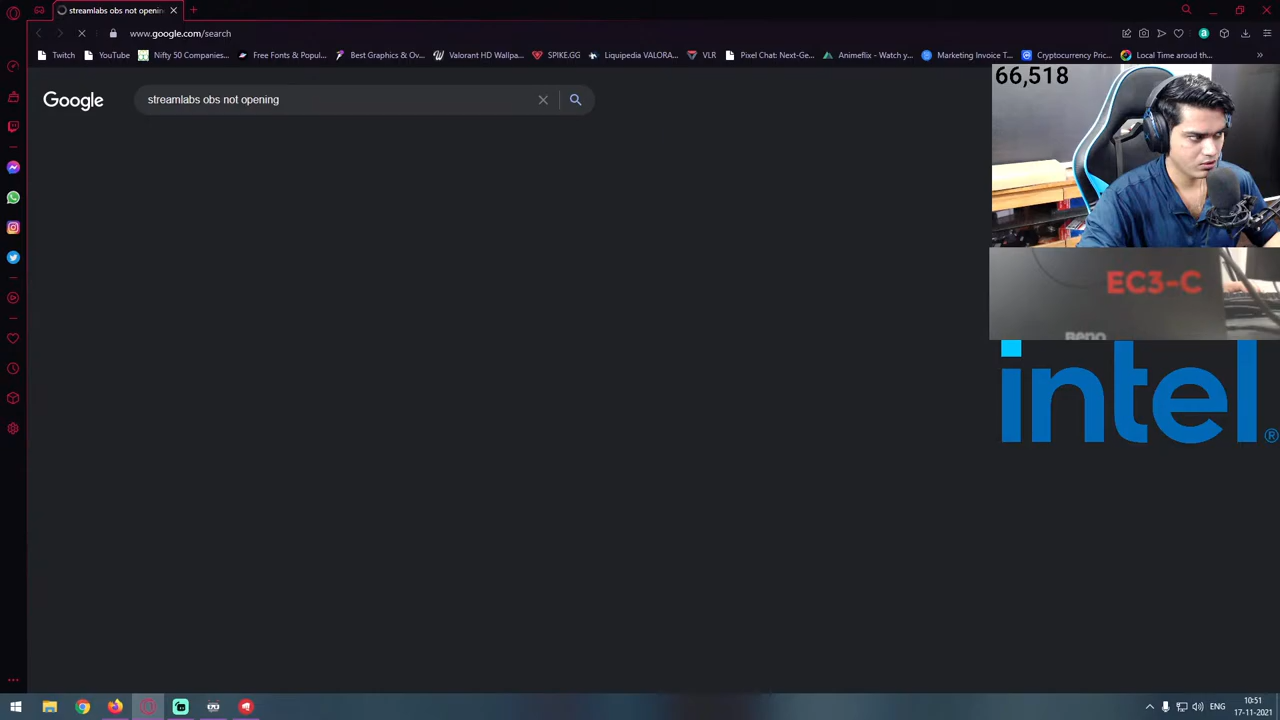 streamlabs obs not openin
www.google.com/search
Twitch
YouTube
Nifty 50 Companies...
Free Fonts & Popul...
Best Graphics & Ov...
Valorant HD Wallpa...
SPIKE.GG
Liquipedia VALORA...
VLR
Pixel Chat: Next-Ge...
Animeflix - Watch y...
Marketing Invoice T...
Cryptocurrency Pric...
Local Time aroud th...
Google
streamlabs obs not opening
66,518
EC3-C
BenQ
intel®
ENG
10:51
17-11-2021